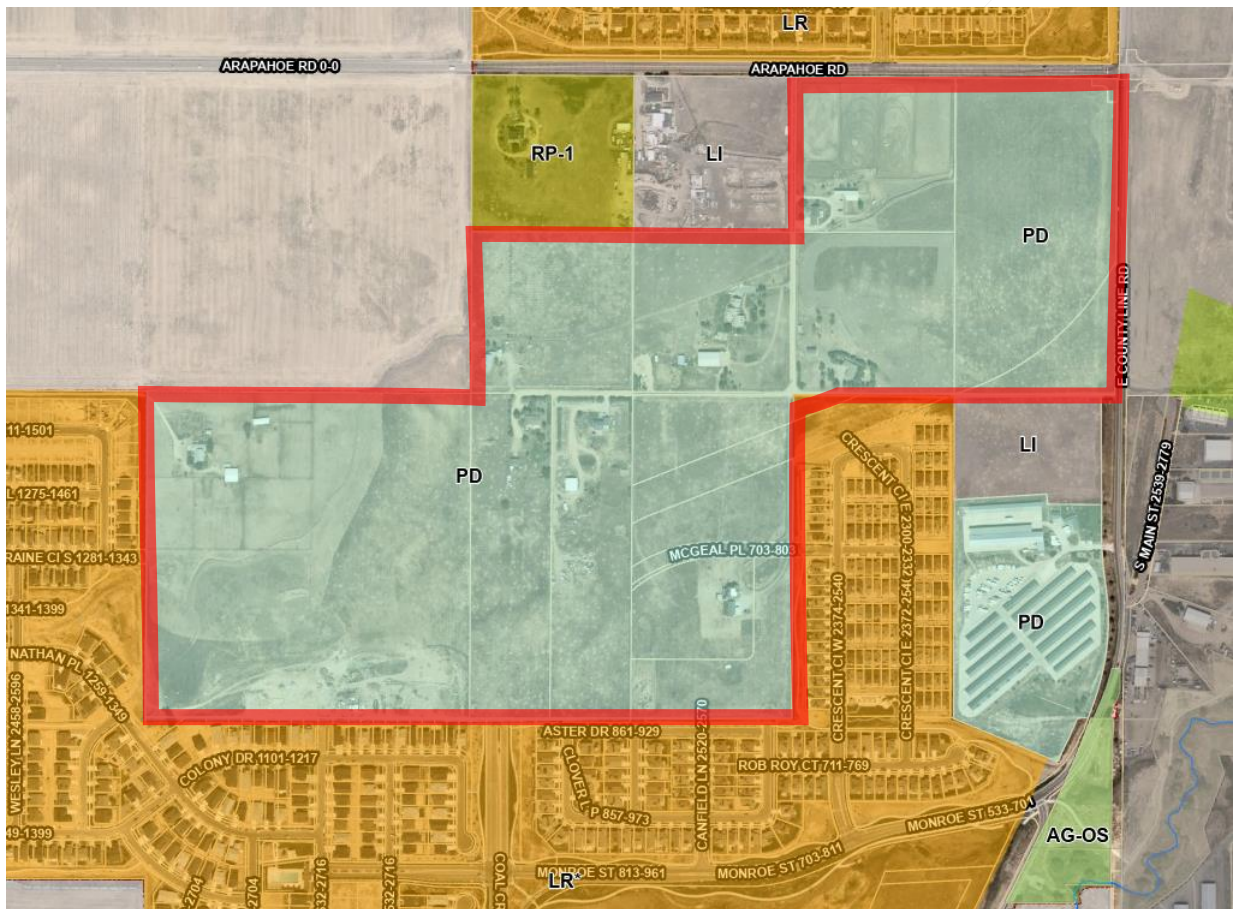 LR
ARAPAHOE RD 0-0
ARAPAHOE RD
RP-1
LI
PD
E COUNTY LINE RD
11-1501
L 1275-1461
RAINE CI S 1281-1343
1341-1399
NATHAN PL 1259-1349
WESLEY LN 2458-2596
COLONY DR 1101-1217
49-1399
-2704
-2704
532-2716
532-2716
PD
MCGEAL PL 703-803
CRESCENT CI E 2300-2332
CRESCENT CI W 2374-2540
CRESCENT CI E 2372-254
LI
S MAIN ST 2539-2779
PD
ASTER DR 861-929
CLOVER L
P 857-973
CANFIELD LN 2520-2570
ROB ROY CT 711-769
MONROE ST 533-701
MONROE ST 703-811
MONROE ST 813-961
COAL CR
LR*
AG-OS